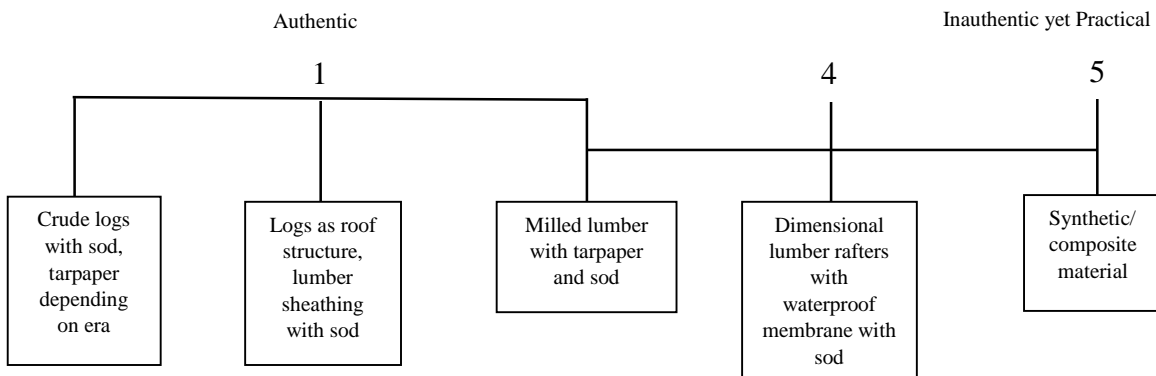 Authentic
Inauthentic yet Practical
1
4
5
Crude logs
with sod,
tarpaper
depending
on era
Logs as roof
structure,
lumber
sheathing
with sod
Milled lumber
with tarpaper
and sod
Dimensional
lumber rafters
with
waterproof
membrane with
sod
Synthetic/
composite
material